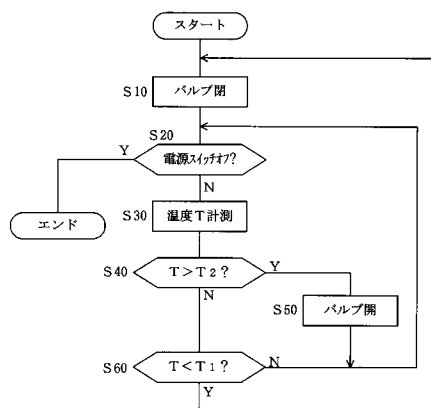 スタート
S10
バルブ閉
S20
Y
電源スイッチオフ?
N
エンド
S30
温度T計測
S40
T>T2?
Y
N
S50
バルブ開
S60
T<T1?
N
Y